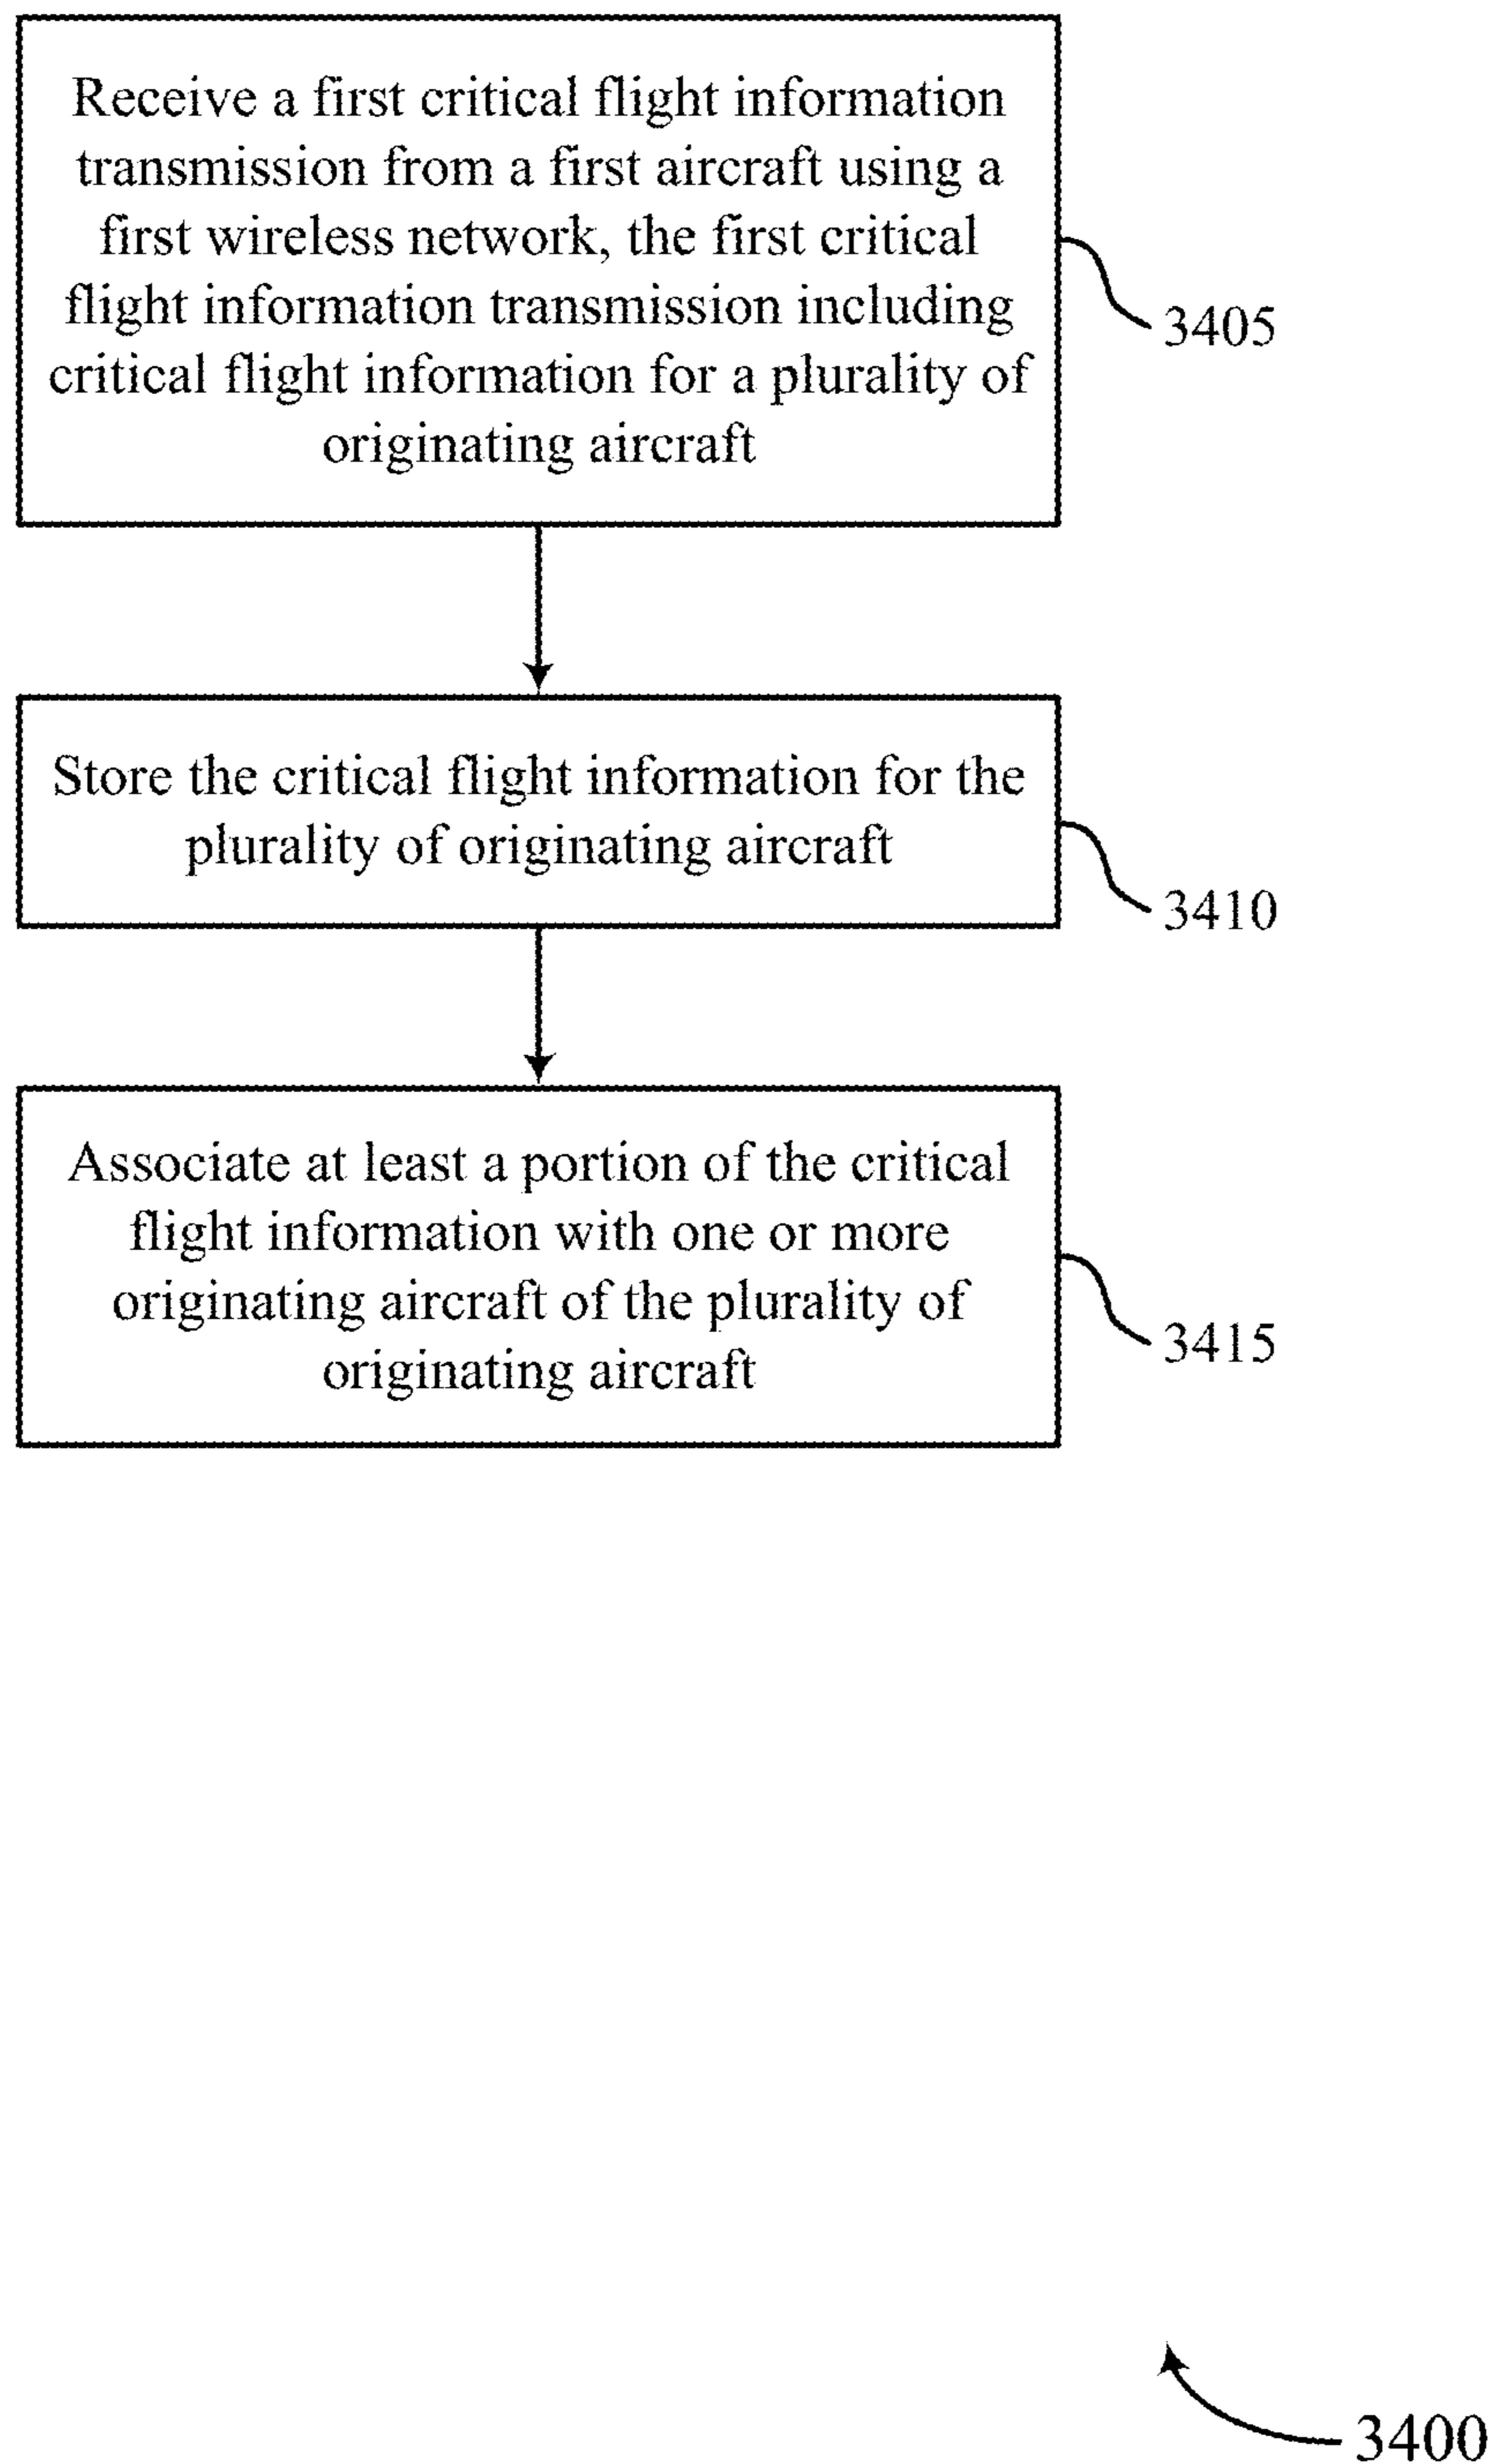 Receive a first critical flight information
transmission from a first aircraft using a
first wireless network, the first critical
flight information transmission including
critical flight information for a plurality of
originating aircraft
3405
Store the critical flight information for the
plurality of originating aircraft
3410
Associate at least a portion of the critical
flight information with one or more
originating aircraft of the plurality of
originating aircraft
3415
3400